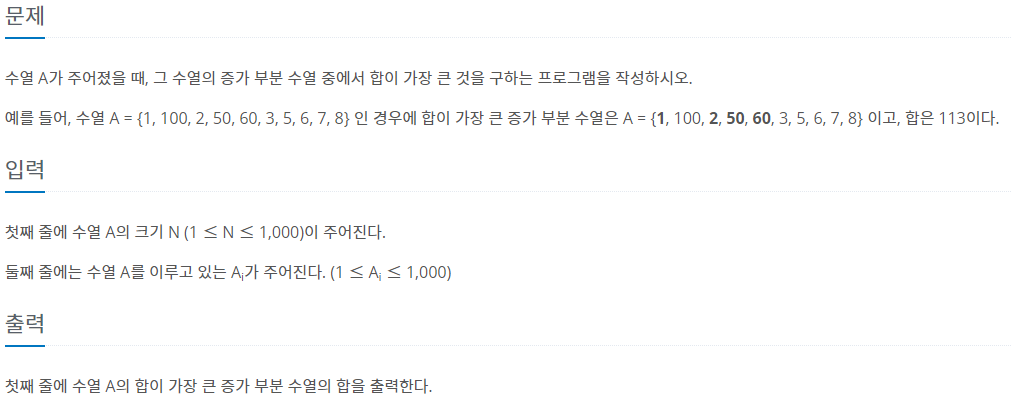 문제
수열 A가 주어졌을 때, 그 수열의 증가 부분 수열 중에서 합이 가장 큰 것을 구하는 프로그램을 작성하시오.
예를 들어, 수열 A = {1, 100, 2, 50, 60, 3, 5, 6, 7, 8} 인 경우에 합이 가장 큰 증가 부분 수열은 A = {1, 100, 2, 50, 60, 3, 5, 6, 7, 8} 이고, 합은 113이다.
입력
첫째 줄에 수열 A의 크기 N (1 ≤ N ≤ 1,000)이 주어진다.
둘째 줄에는 수열 A를 이루고 있는 Ai가 주어진다. (1 ≤ Ai ≤ 1,000)
출력
첫째 줄에 수열 A의 합이 가장 큰 증가 부분 수열의 합을 출력한다.